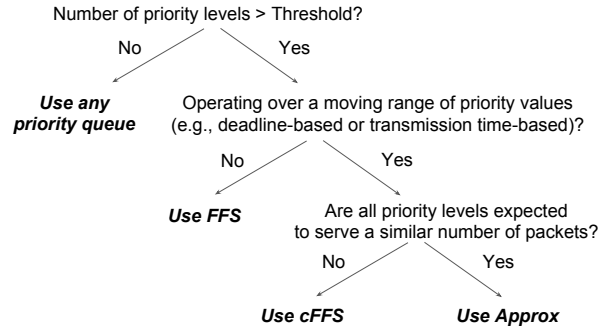 Number of priority levels > Threshold?
No
Yes
Use any
priority queue
Operating over a moving range of priority values
(e.g., deadline-based or transmission time-based)?
No
Yes
Use FFS
Are all priority levels expected
to serve a similar number of packets?
No
Yes
Use cFFS
Use Approx